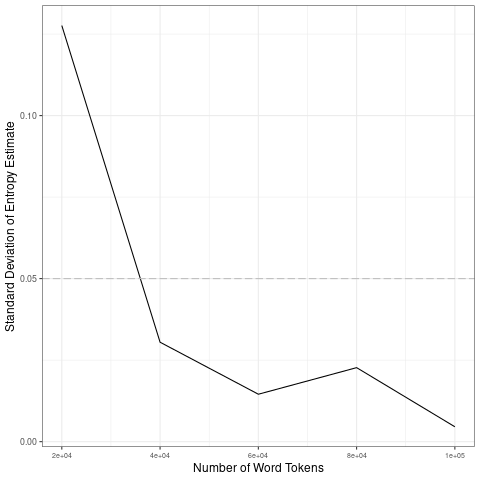 Standard Deviation of Entropy Estimate
0.10
0.05
0.00
2e+04 4e+04 6e+04 8e+04 1e+05
Number of Word Tokens